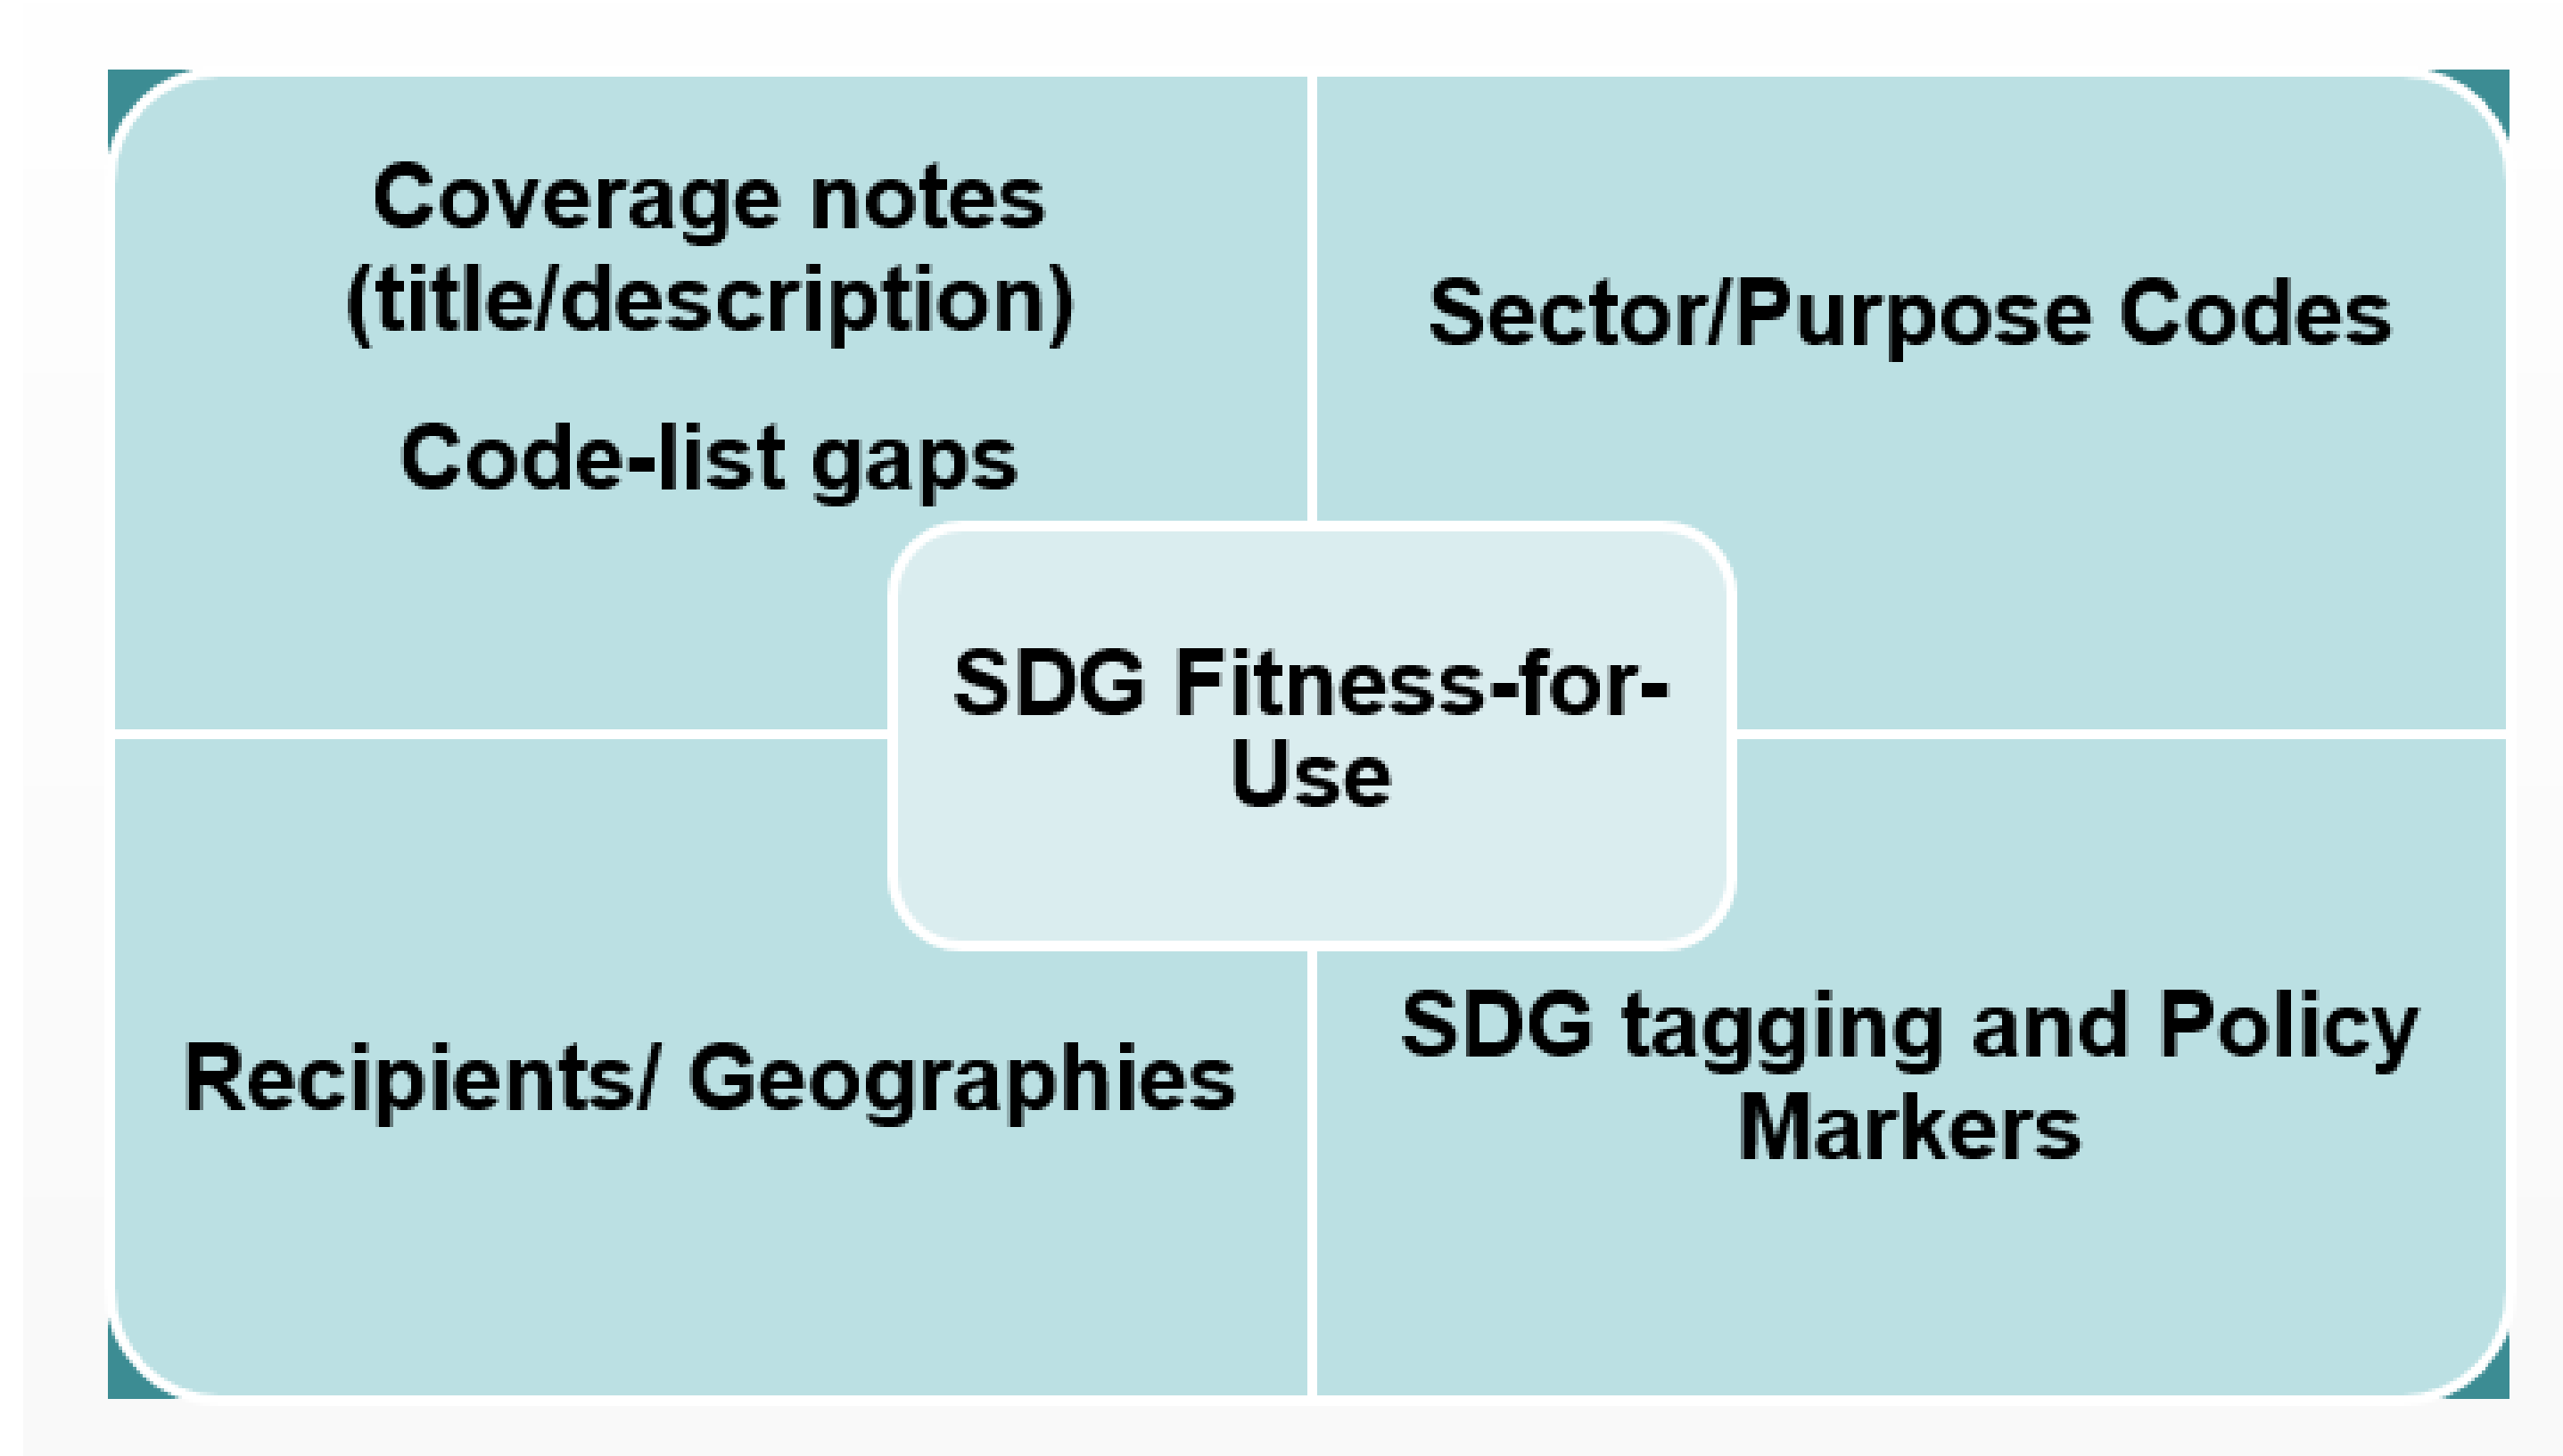 Coverage notes
(title/description)
Code-list gaps
Sector/Purpose Codes
SDG Fitness-for-
Use
Recipients/ Geographies
SDG tagging and Policy
Markers